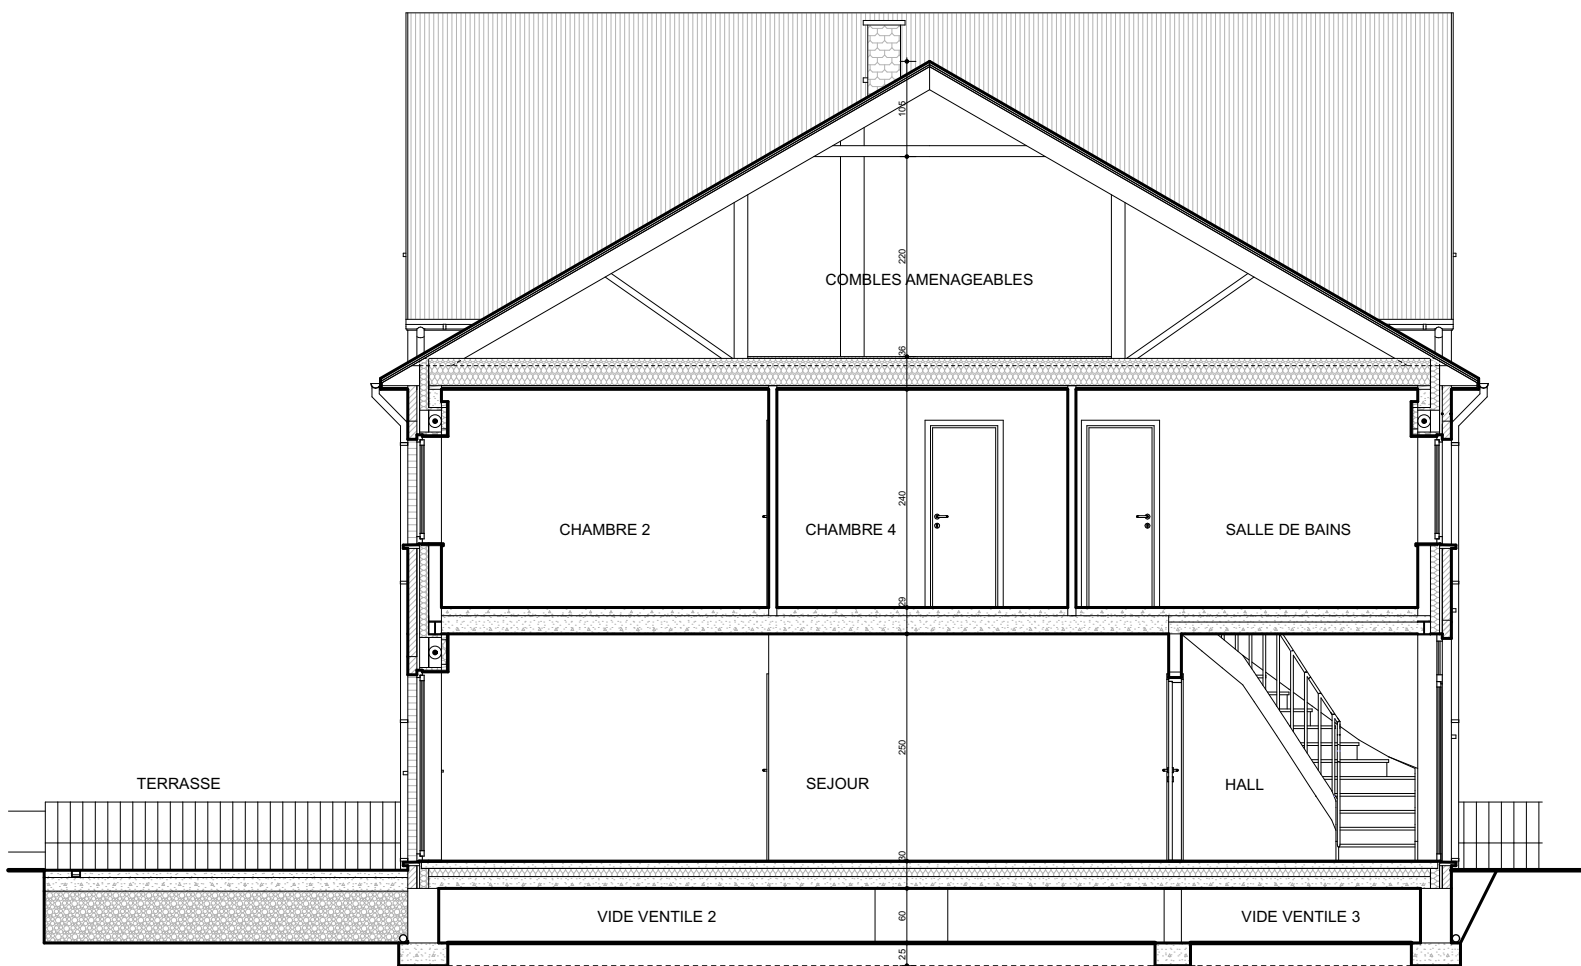 106
220
COMBLES AMENAGEABLES
36
240
CHAMBRE 2
CHAMBRE 4
SALLE DE BAINS
29
250
TERRASSE
SEJOUR
HALL
30
VIDE VENTILE 2
60
VIDE VENTILE 3
25